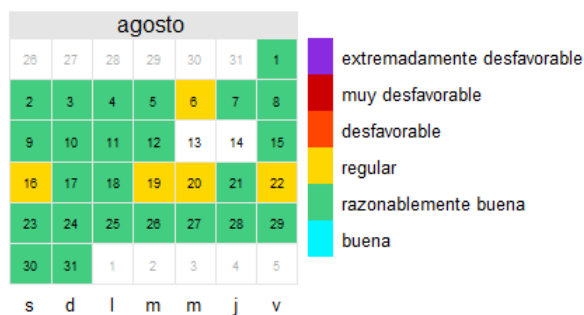 agosto
26 27 28 29 30 31 1
2 3 4 5 6 7 8
9 10 11 12 13 14 15
16 17 18 19 20 21 22
23 24 25 26 27 28 29
30 31 1 2 3 4 5
s d l m m j v
extremadamente desfavorable
muy desfavorable
desfavorable
regular
razonablemente buena
buena